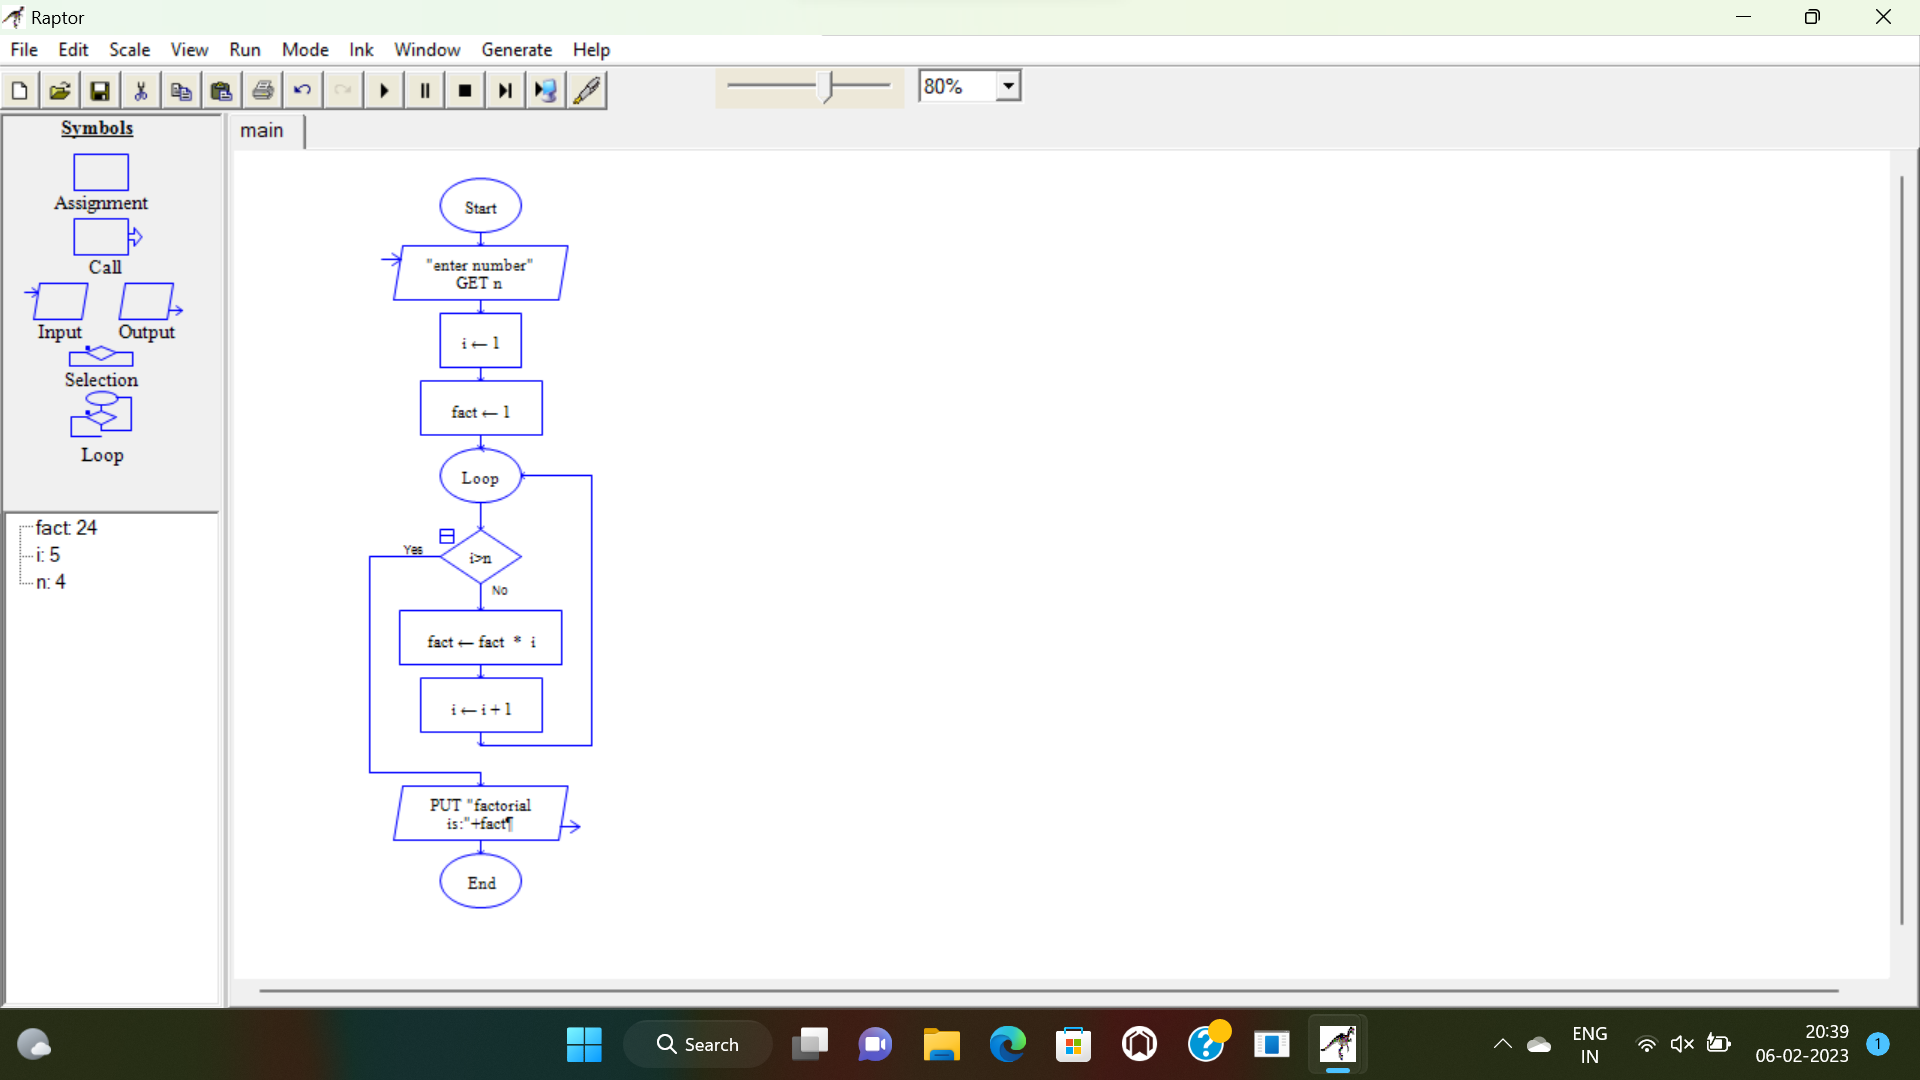 Raptor
File Edit Scale View Run Mode Ink Window Generate Help
80%
Symbols
Assignment
Call
Input Output
Selection
Loop
fact: 24
i: 5
n: 4
main
Start
"enter number"
GET n
i ← 1
fact ← 1
Loop
Yes
i>n
No
fact ← fact * i
i ← i + 1
PUT "factorial
is:"+fact¶
End
Search
ENG
IN
20:39
06-02-2023
1